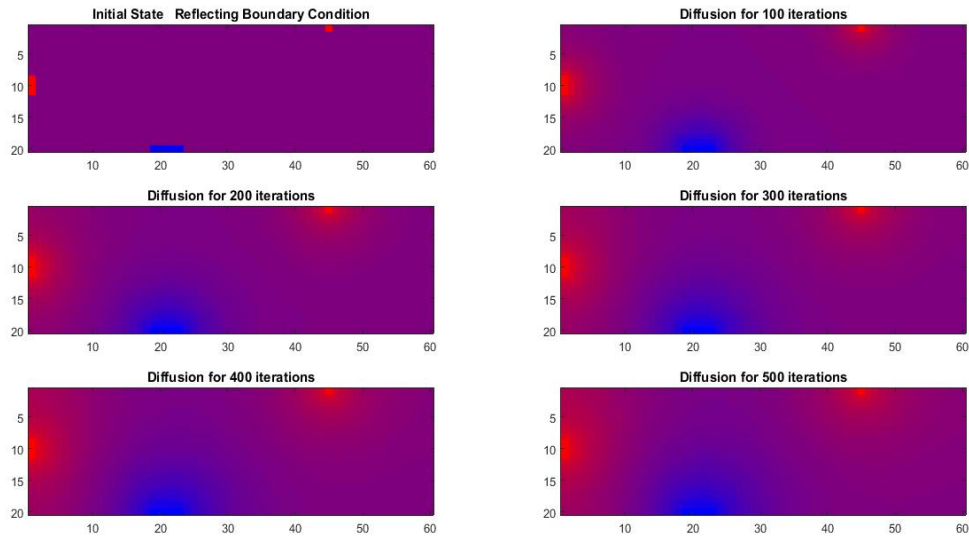 Initial State   Reflecting Boundary Condition
5
10
15
20
10 20 30 40 50 60
Diffusion for 100 iterations
5
10
15
20
10 20 30 40 50 60
Diffusion for 200 iterations
5
10
15
20
10 20 30 40 50 60
Diffusion for 300 iterations
5
10
15
20
10 20 30 40 50 60
Diffusion for 400 iterations
5
10
15
20
10 20 30 40 50 60
Diffusion for 500 iterations
5
10
15
20
10 20 30 40 50 60